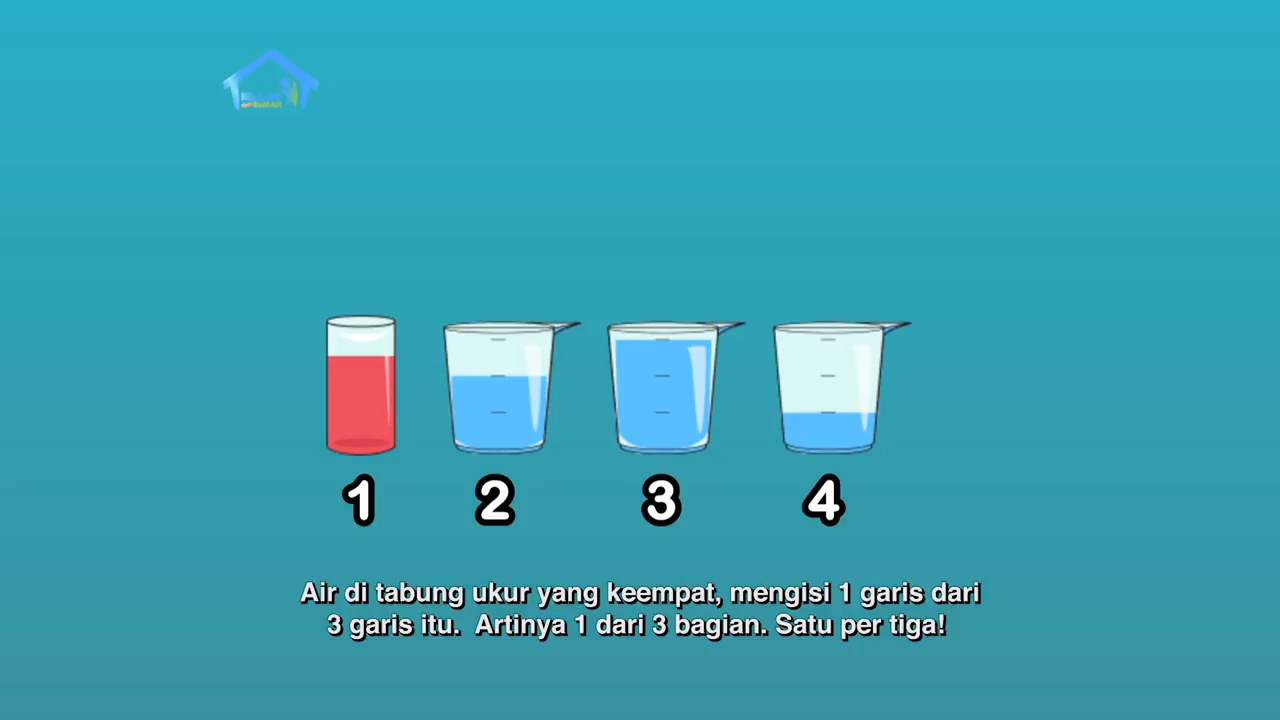 1 2 3 4
Air di tabung ukur yang keempat, mengisi 1 garis dari
3 garis itu.  Artinya 1 dari 3 bagian. Satu per tiga!